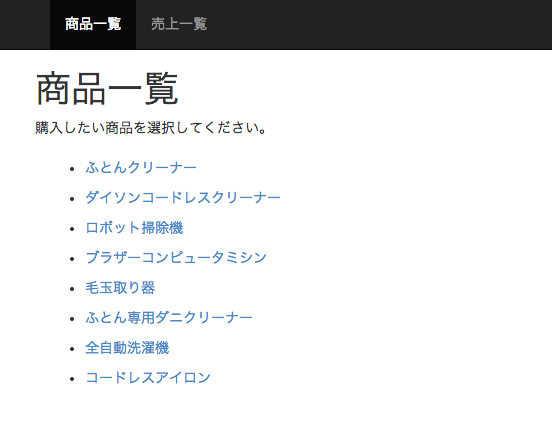 商品一覧 売上一覧
商品一覧
購入したい商品を選択してください。
ふとんクリーナー
ダイソンコードレスクリーナー
ロボット掃除機
ブラザーコンピュータミシン
毛玉取り器
ふとん専用ダニクリーナー
全自動洗濯機
コードレスアイロン